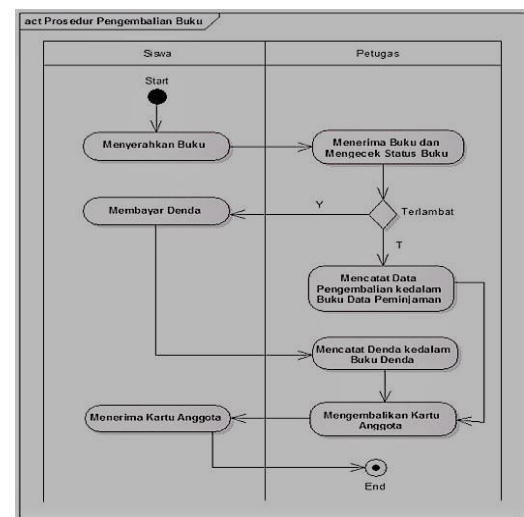 act Prosedur Pengembalian Buku
Siswa
Petugas
Start
Menyerahkan Buku
Menerima Buku dan
Mengecek Status Buku
Membayar Denda
Y
Terlambat
T
Mencatat Data
Pengembalian kedalam
Buku Data Peminjaman
Mencatat Denda kedalam
Buku Denda
Menerima Kartu Anggota
Mengembalikan Kartu
Anggota
End